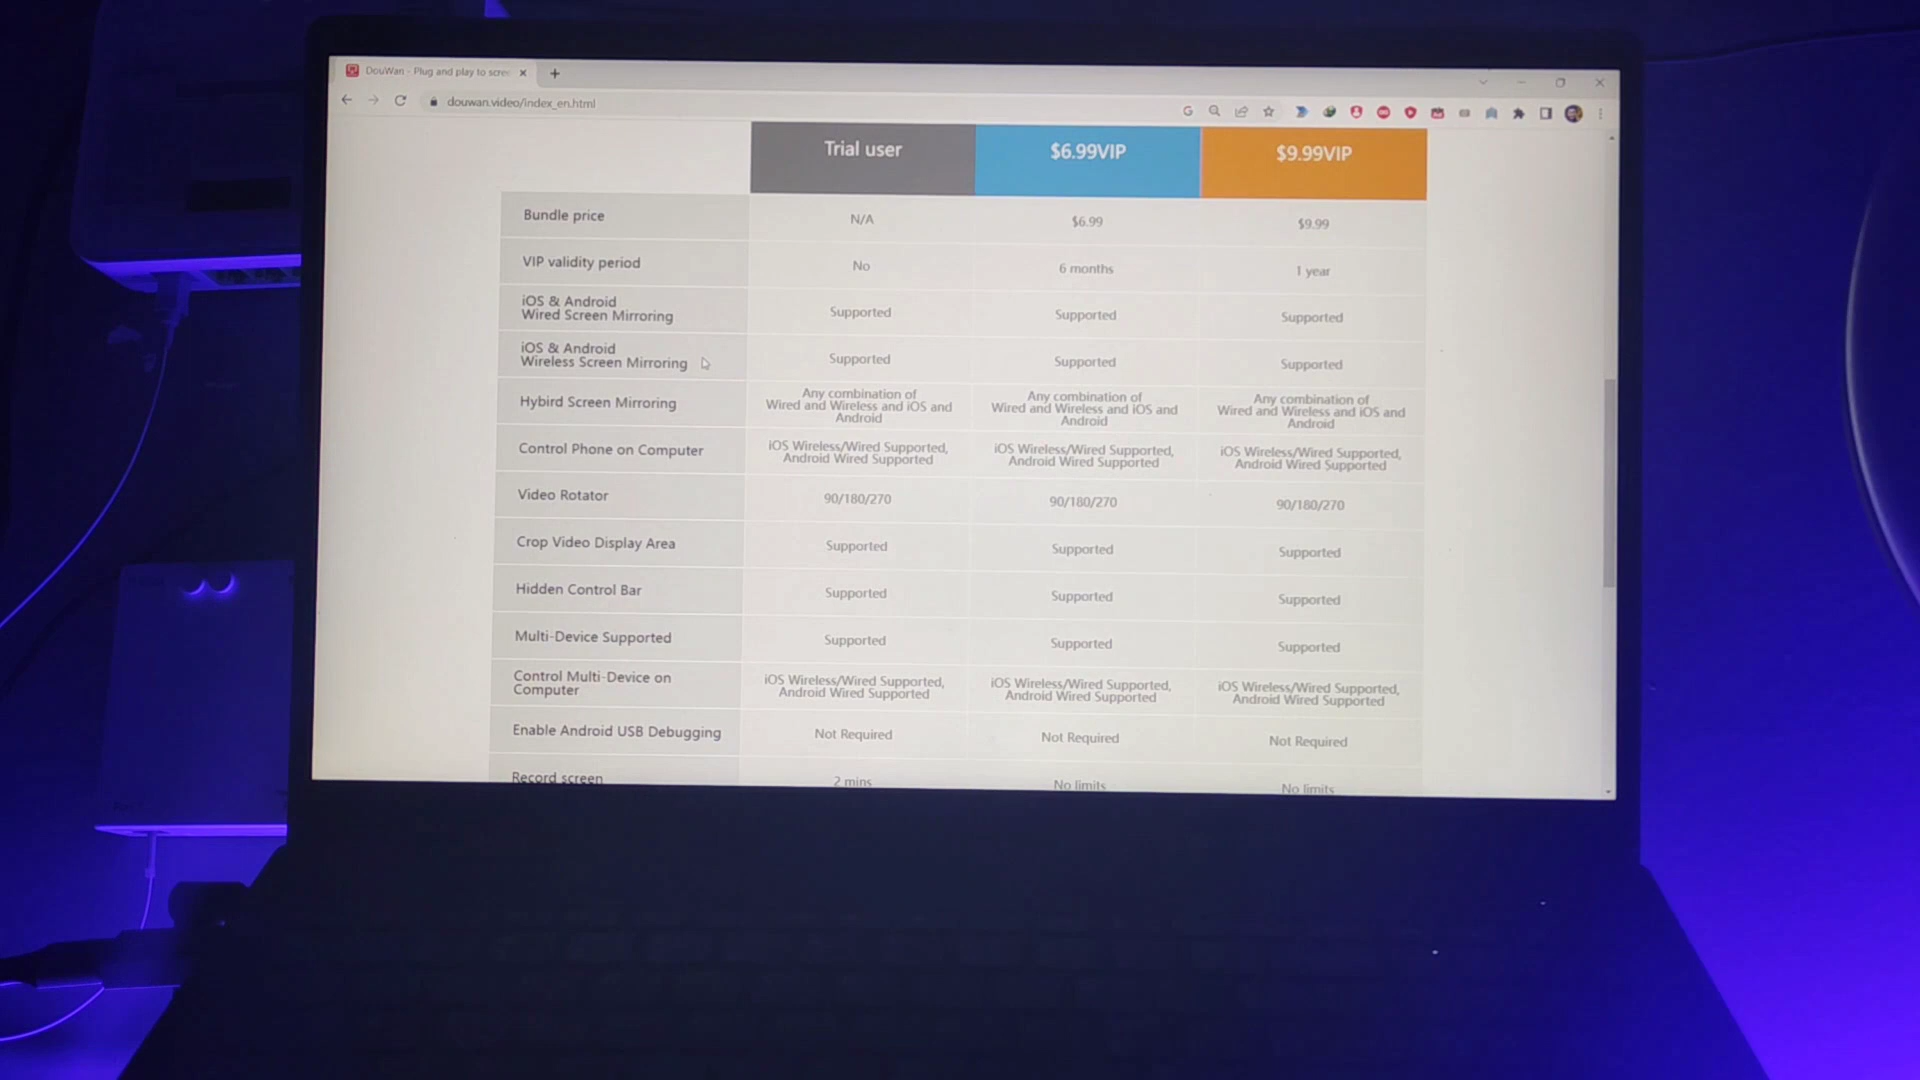 DouWan - Plug and play to scre
douwan.video/index_en.html
Trial user
$6.99VIP
$9.99VIP
Bundle price
N/A
$6.99
$9.99
VIP validity period
No
6 months
1 year
iOS & Android
Wired Screen Mirroring
Supported
Supported
Supported
iOS & Android
Wireless Screen Mirroring
Supported
Supported
Supported
Hybird Screen Mirroring
Any combination of
Wired and Wireless and iOS and
Android
Any combination of
Wired and Wireless and iOS and
Android
Any combination of
Wired and Wireless and iOS and
Android
Control Phone on Computer
iOS Wireless/Wired Supported,
Android Wired Supported
iOS Wireless/Wired Supported,
Android Wired Supported
iOS Wireless/Wired Supported,
Android Wired Supported
Video Rotator
90/180/270
90/180/270
90/180/270
Crop Video Display Area
Supported
Supported
Supported
Hidden Control Bar
Supported
Supported
Supported
Multi-Device Supported
Supported
Supported
Supported
Control Multi-Device on
Computer
iOS Wireless/Wired Supported,
Android Wired Supported
iOS Wireless/Wired Supported,
Android Wired Supported
iOS Wireless/Wired Supported,
Android Wired Supported
Enable Android USB Debugging
Not Required
Not Required
Not Required
Record screen
2 mins
No limits
No limits